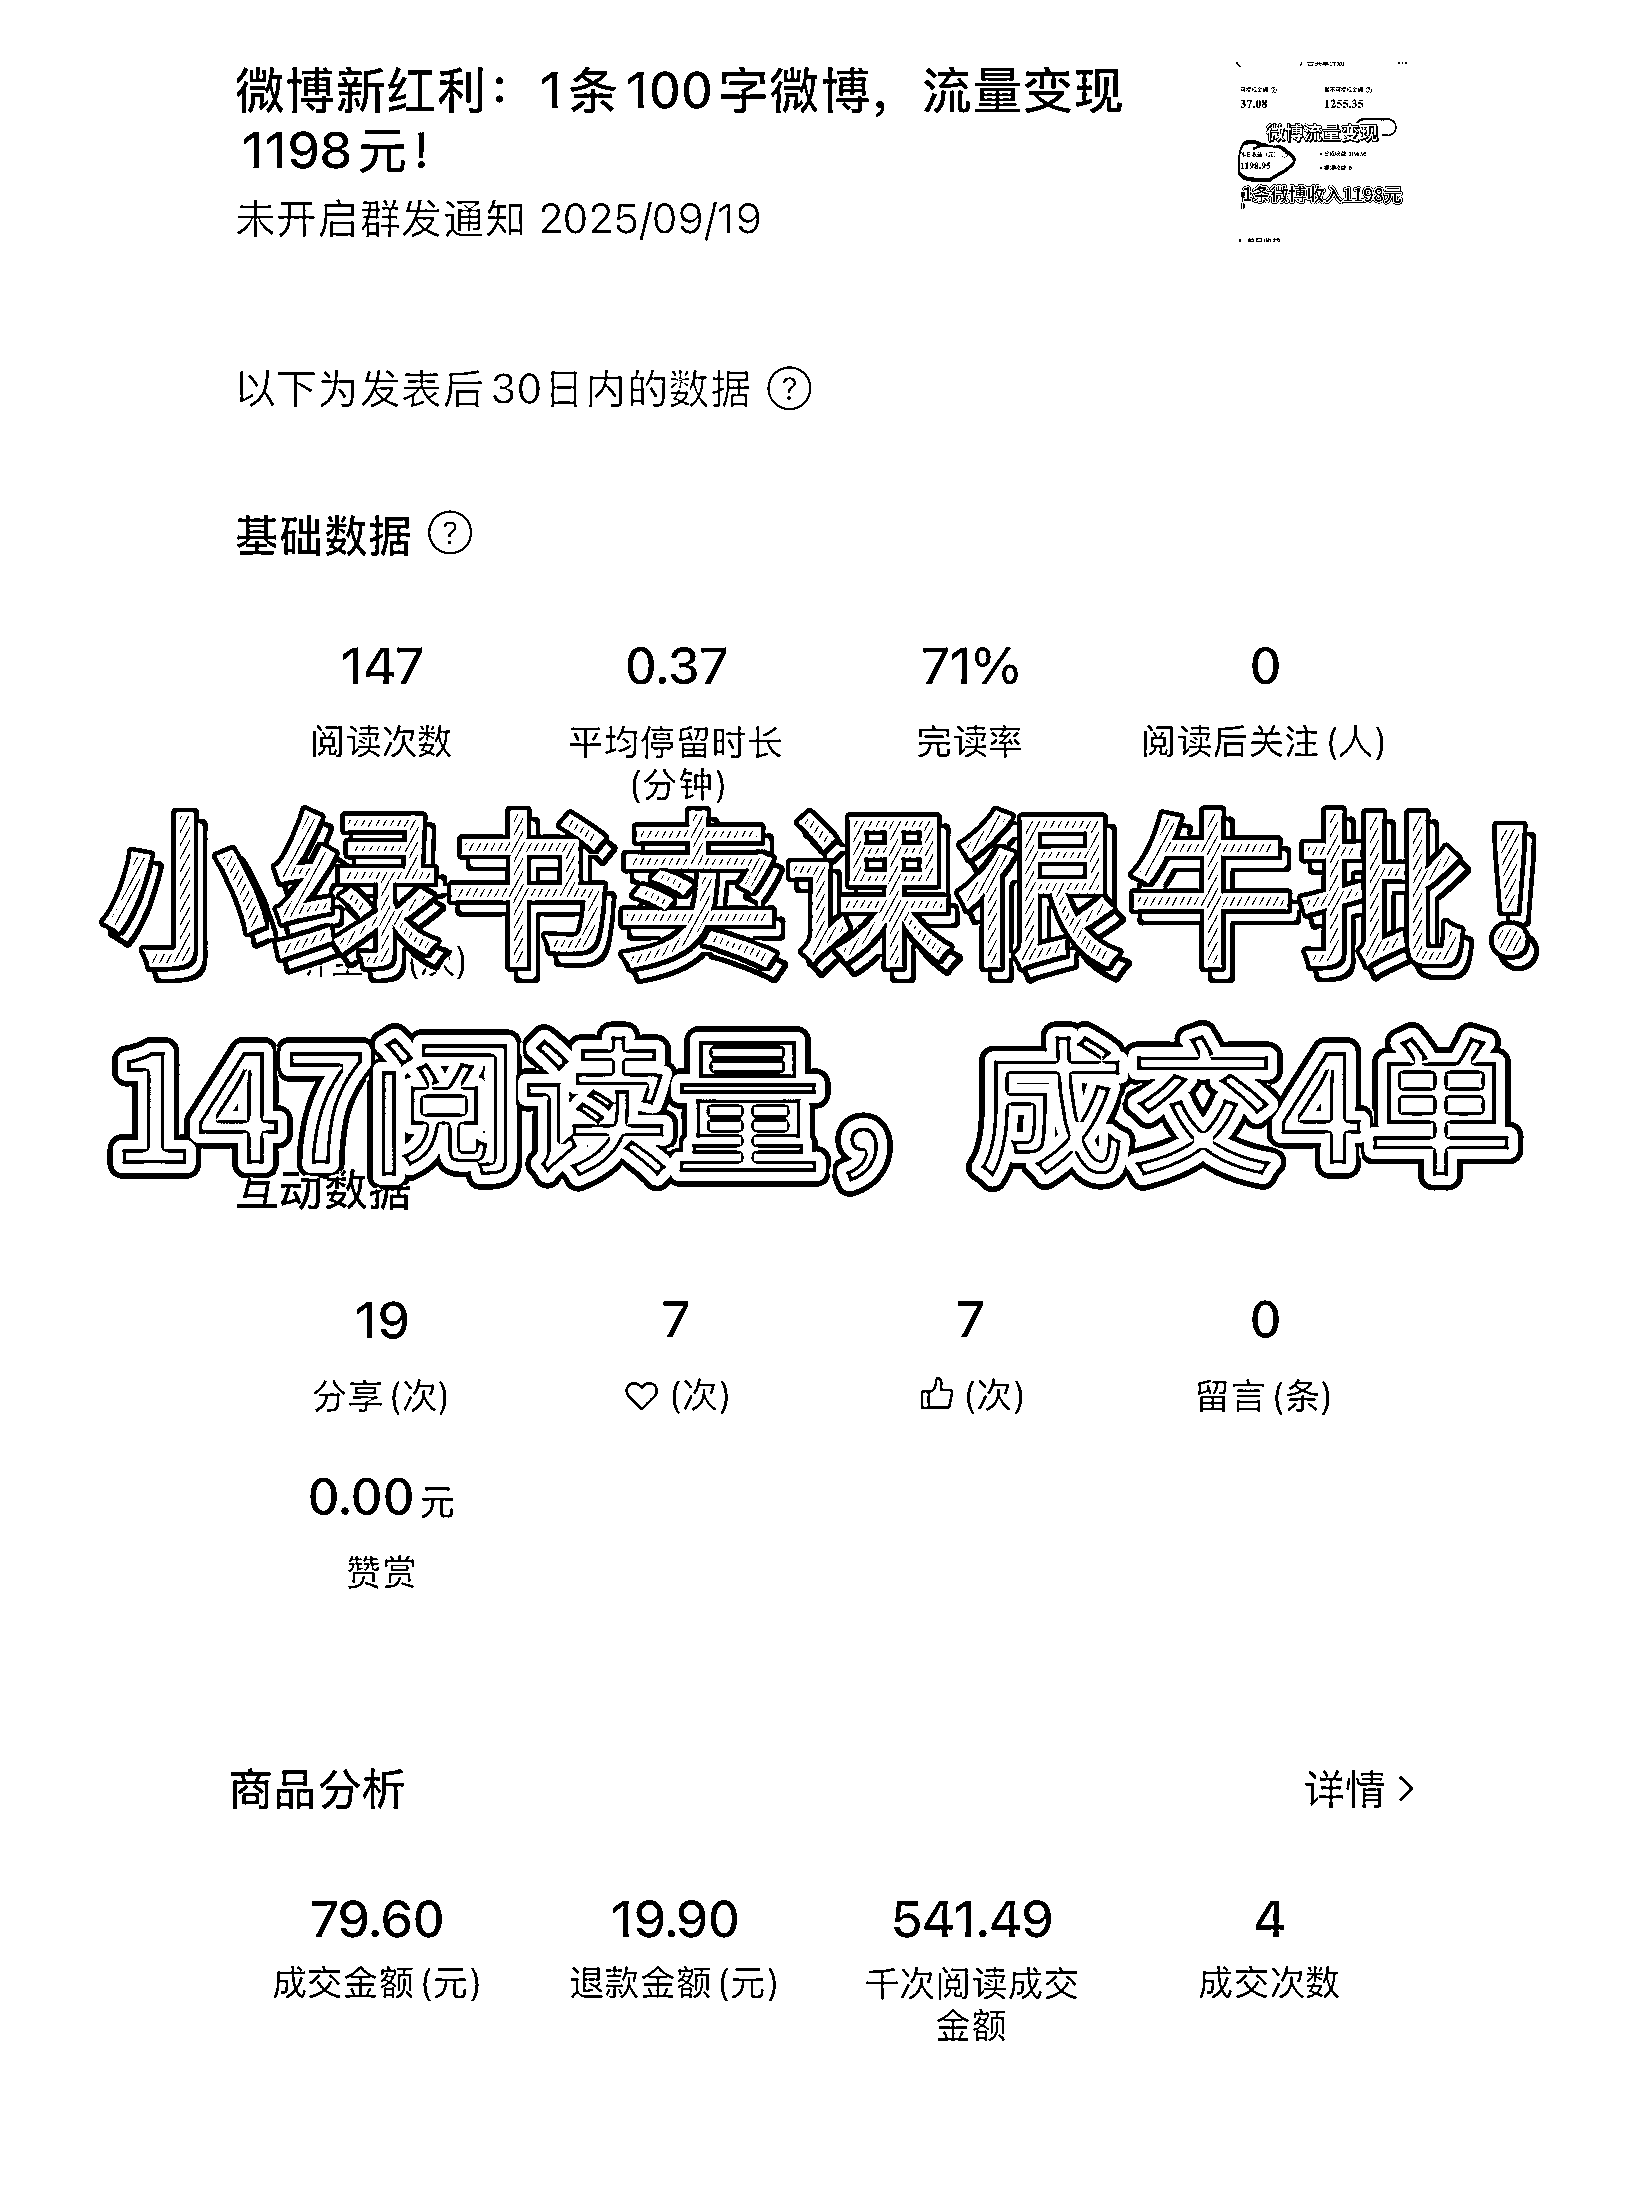 微博新红利：1条100字微博，流量变现
1198元！
未开启群发通知 2025/09/19
37.08
1255.35
微博流量变现
1198.95
1条微博收入1198元
以下为发表后30日内的数据 ?
基础数据 ?
147
0.37
71%
0
阅读次数
平均停留时长
(分钟)
完读率
阅读后关注(人)
小绿书卖课很牛批！
147阅读量，成交4单
互动数据
19
7
7
0
分享(次)
(次)
(次)
留言(条)
0.00元
赞赏
商品分析
详情 >
79.60
19.90
541.49
4
成交金额(元)
退款金额(元)
千次阅读成交
金额
成交次数